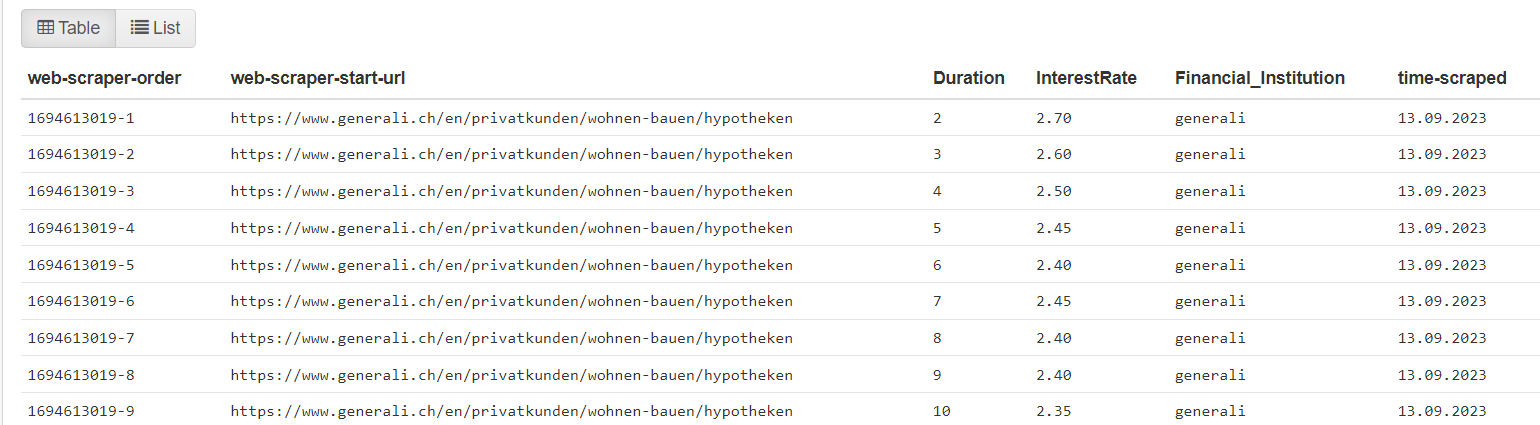 Table List
web-scraper-order web-scraper-start-url Duration InterestRate Financial_Institution time-scraped
1694613019-1 https://www.generali.ch/en/privatkunden/wohnen-bauen/hypotheken 2 2.70 generali 13.09.2023
1694613019-2 https://www.generali.ch/en/privatkunden/wohnen-bauen/hypotheken 3 2.60 generali 13.09.2023
1694613019-3 https://www.generali.ch/en/privatkunden/wohnen-bauen/hypotheken 4 2.50 generali 13.09.2023
1694613019-4 https://www.generali.ch/en/privatkunden/wohnen-bauen/hypotheken 5 2.45 generali 13.09.2023
1694613019-5 https://www.generali.ch/en/privatkunden/wohnen-bauen/hypotheken 6 2.40 generali 13.09.2023
1694613019-6 https://www.generali.ch/en/privatkunden/wohnen-bauen/hypotheken 7 2.45 generali 13.09.2023
1694613019-7 https://www.generali.ch/en/privatkunden/wohnen-bauen/hypotheken 8 2.40 generali 13.09.2023
1694613019-8 https://www.generali.ch/en/privatkunden/wohnen-bauen/hypotheken 9 2.40 generali 13.09.2023
1694613019-9 https://www.generali.ch/en/privatkunden/wohnen-bauen/hypotheken 10 2.35 generali 13.09.2023